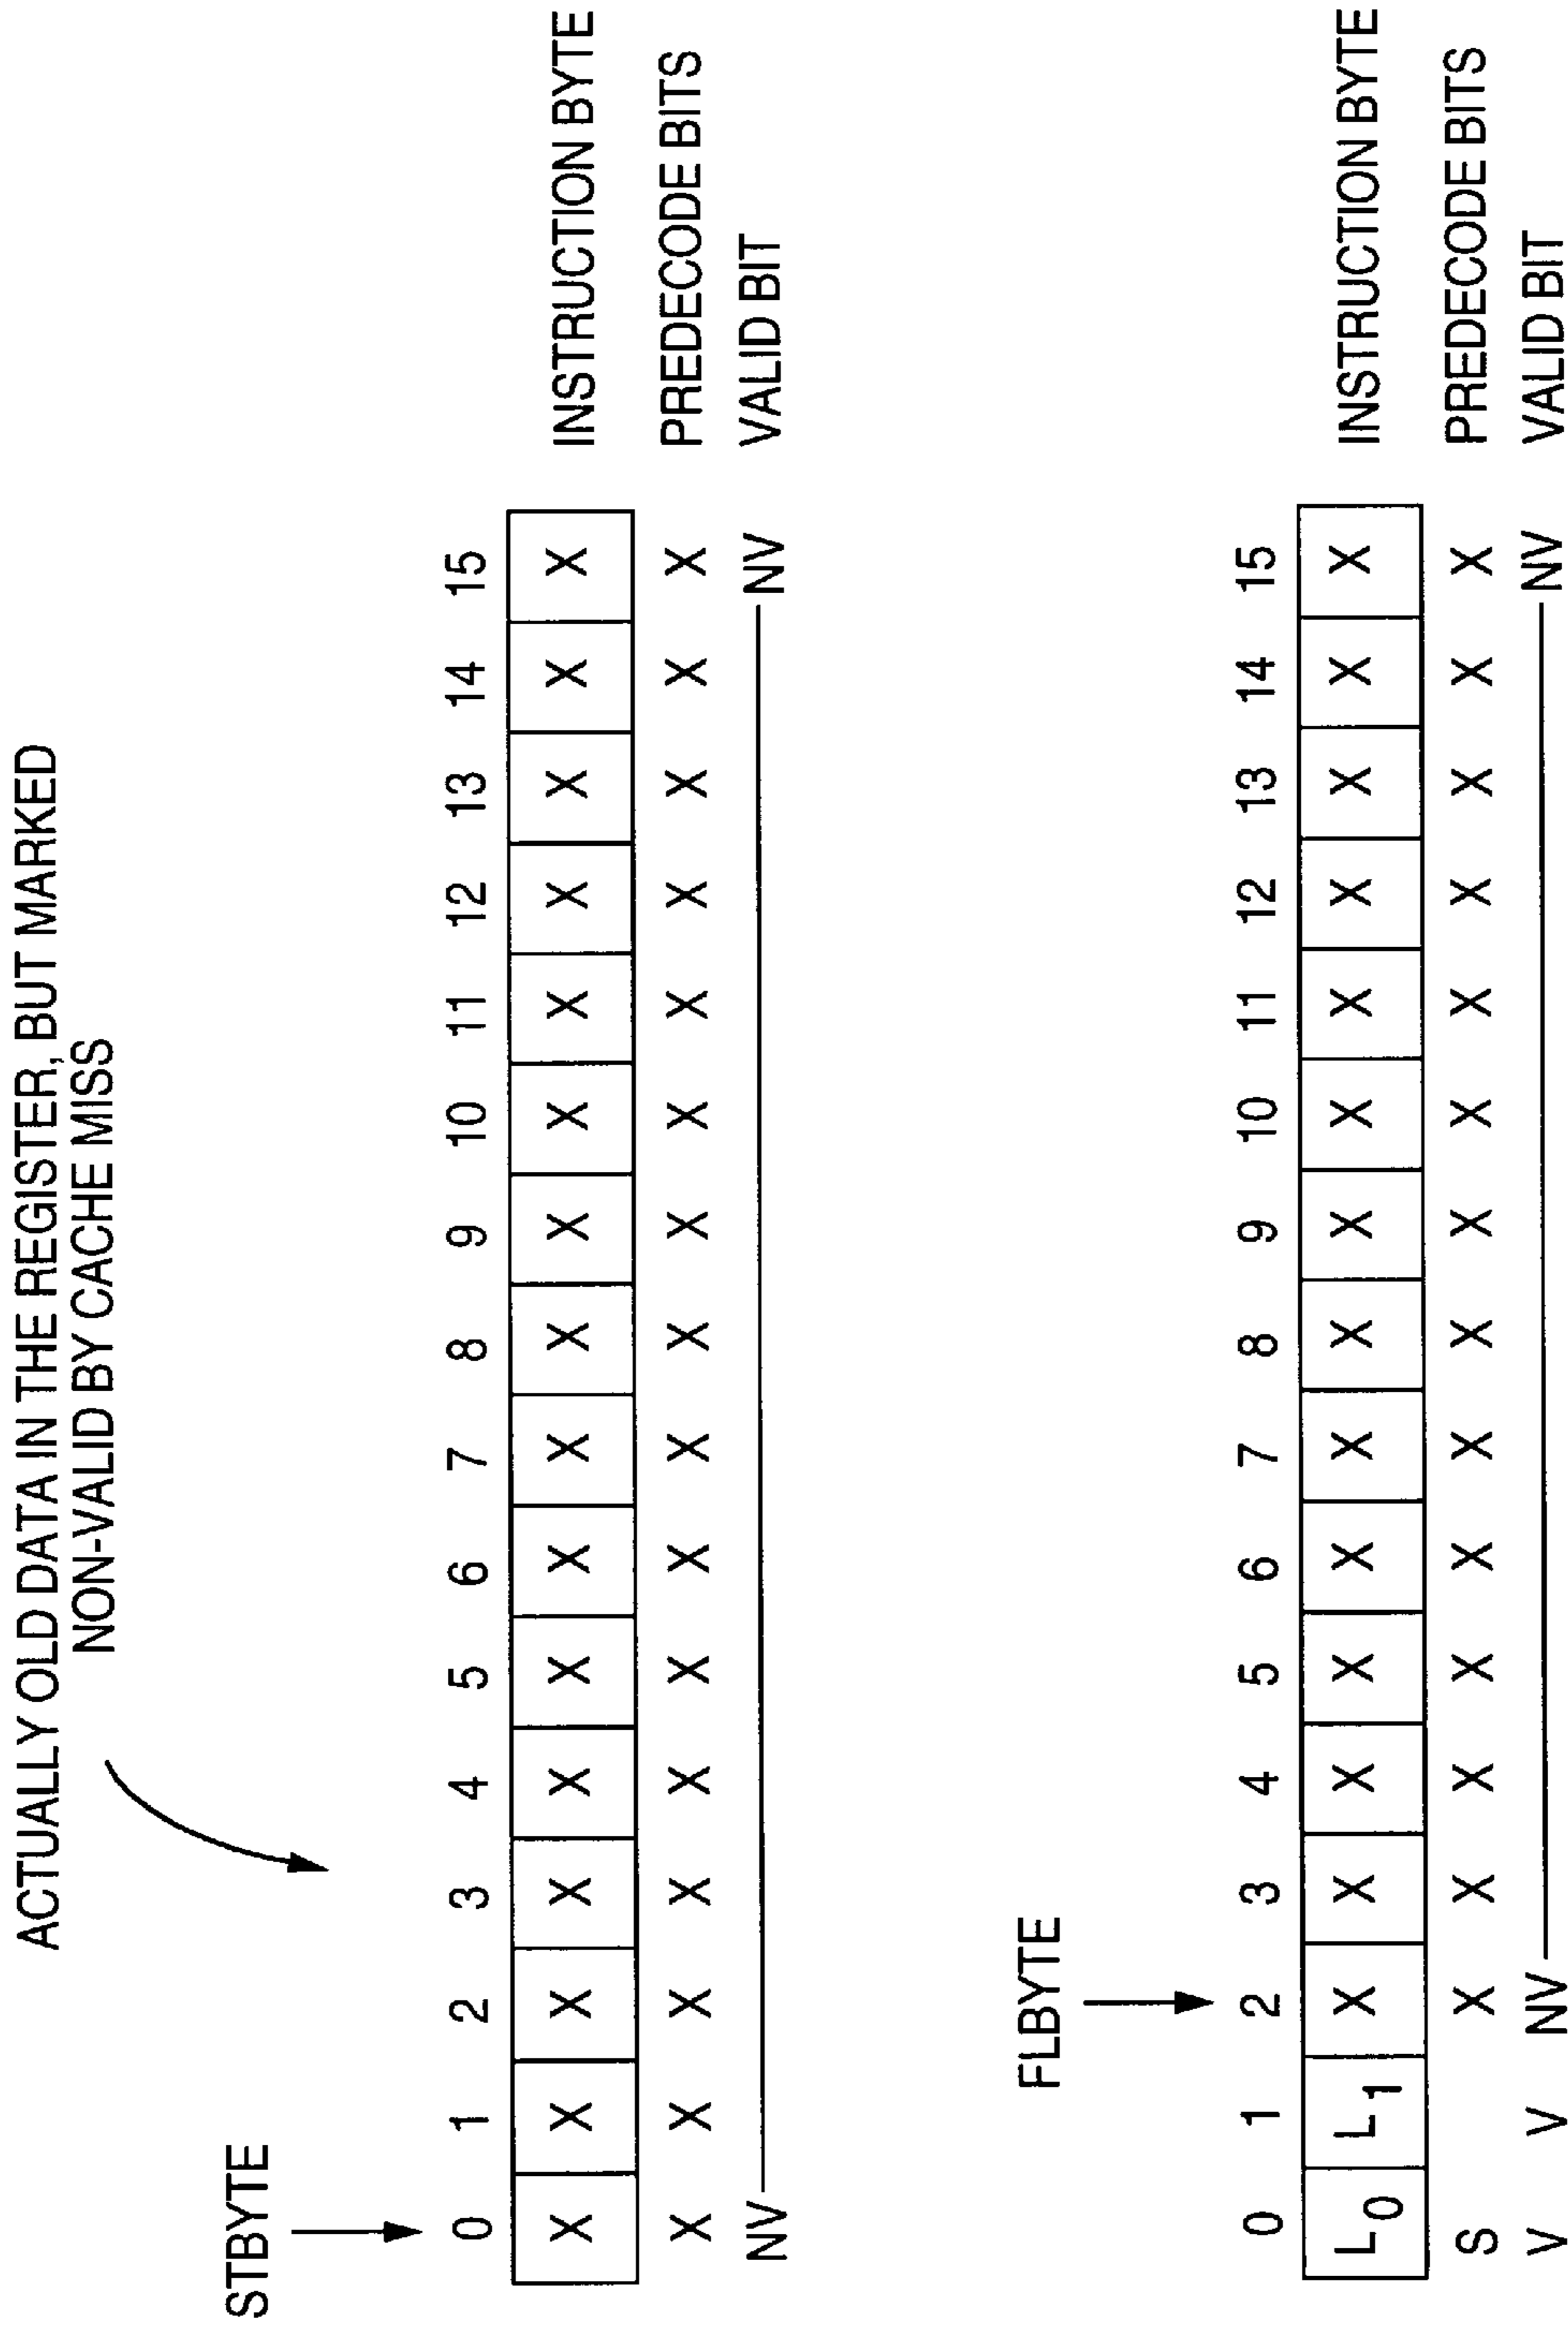 ACTUALLY OLD DATA IN THE REGISTER, BUT MARKED
NON-VALID BY CACHE MISS
STBYTE
0 1 2 3 4 5 6 7 8 9 10 11 12 13 14 15
X X X X X X X X X X X X X X X X INSTRUCTION BYTE
X X X X X X X X X X X X X X X X PREDECODE BITS
NV NV VALID BIT
FLBYTE
0 1 2 3 4 5 6 7 8 9 10 11 12 13 14 15
L0 L1 X X X X X X X X X X X X X X INSTRUCTION BYTE
S X X X X X X X X X X X X X X PREDECODE BITS
V V NV NV VALID BIT